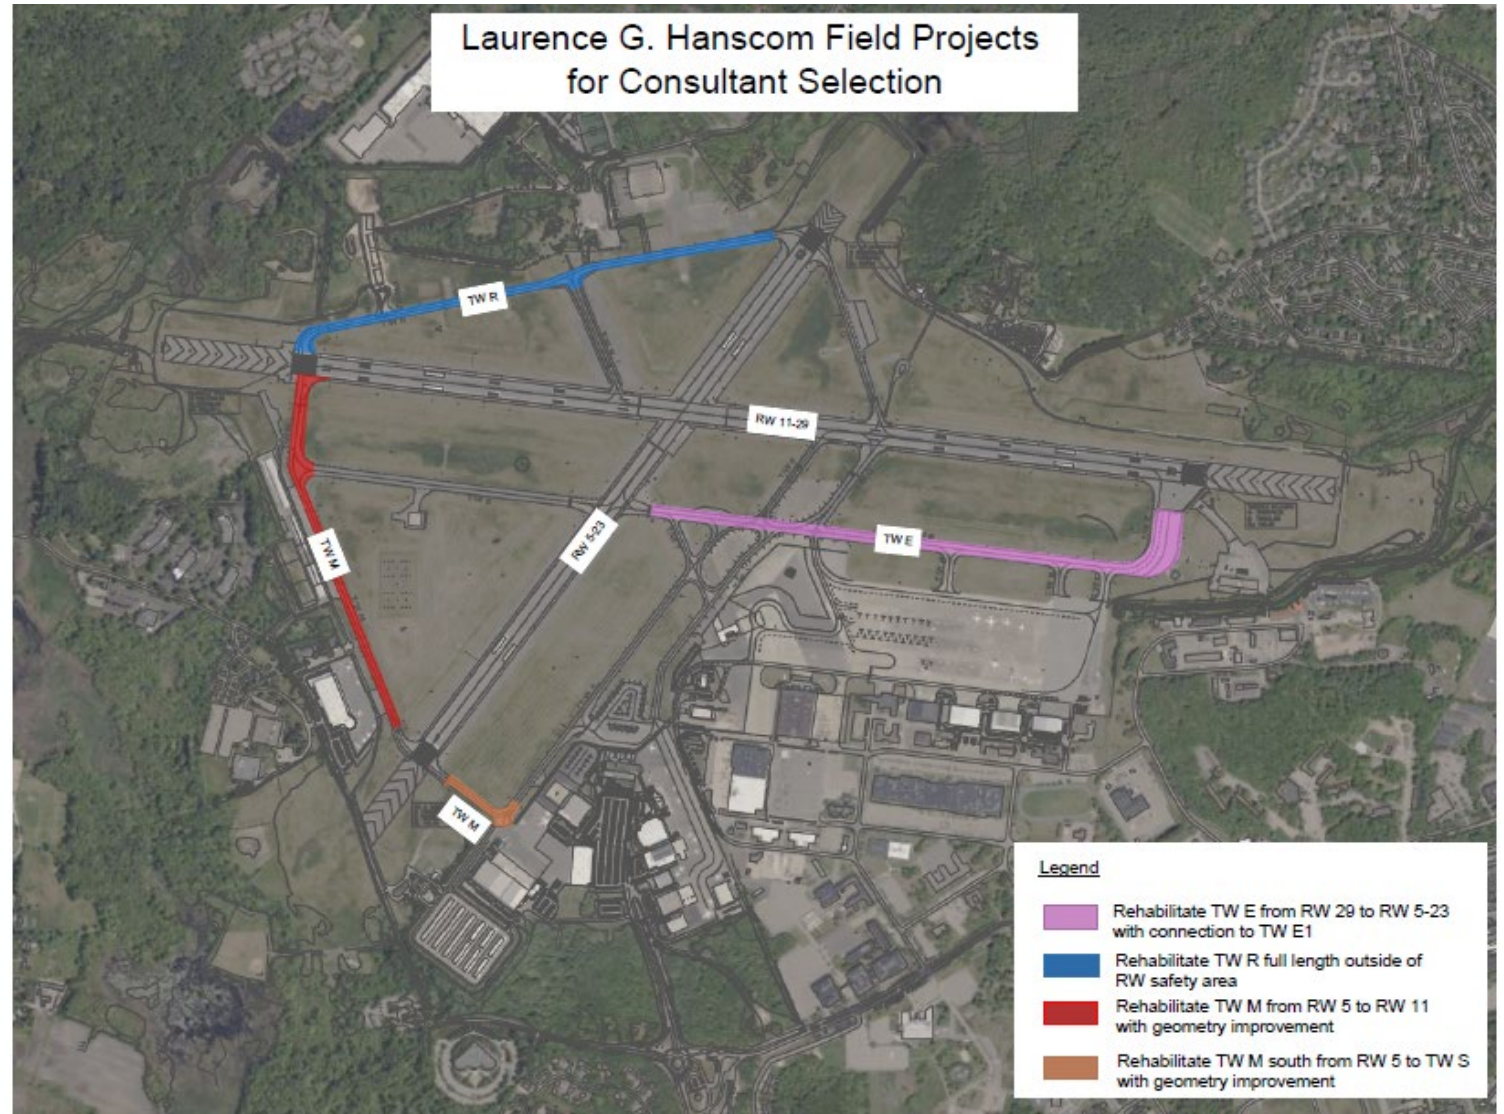 Laurence G. Hanscom Field Projects
for Consultant Selection
TW R
RW 11-29
TW E
RW 5-23
TW M
TW M
Legend
Rehabilitate TW E from RW 29 to RW 5-23
with connection to TW E1
Rehabilitate TW R full length outside of
RW safety area
Rehabilitate TW M from RW 5 to RW 11
with geometry improvement
Rehabilitate TW M south from RW 5 to TW S
with geometry improvement